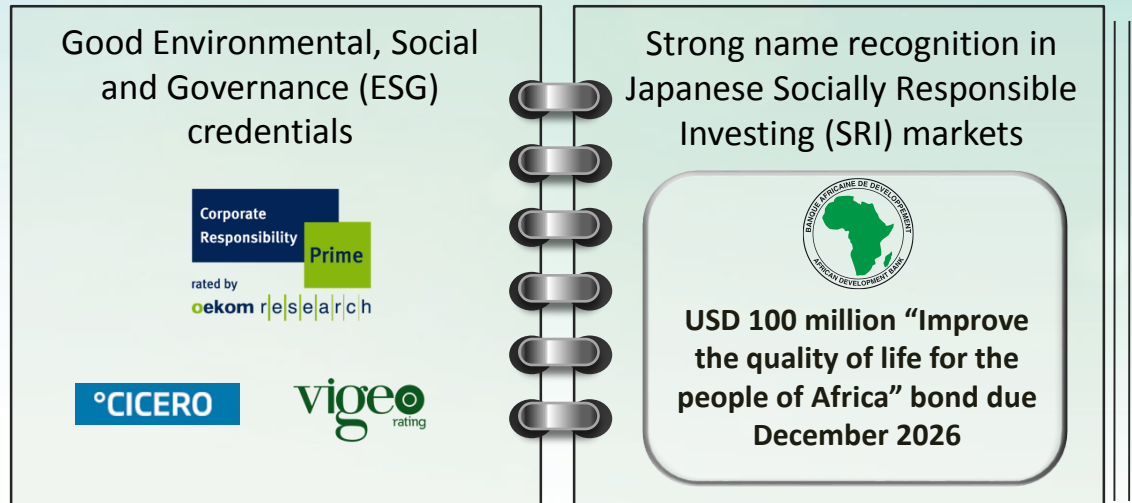 Good Environmental, Social
and Governance (ESG)
credentials
Corporate
Responsibility
Prime
rated by
oekom r|e|s|e|a|r|c|h
°CICERO
vigeo
rating
Strong name recognition in
Japanese Socially Responsible
Investing (SRI) markets
BANQUE AFRICAINE DE DEVELOPPEMENT
AFRICAN DEVELOPMENT BANK
USD 100 million “Improve
the quality of life for the
people of Africa” bond due
December 2026